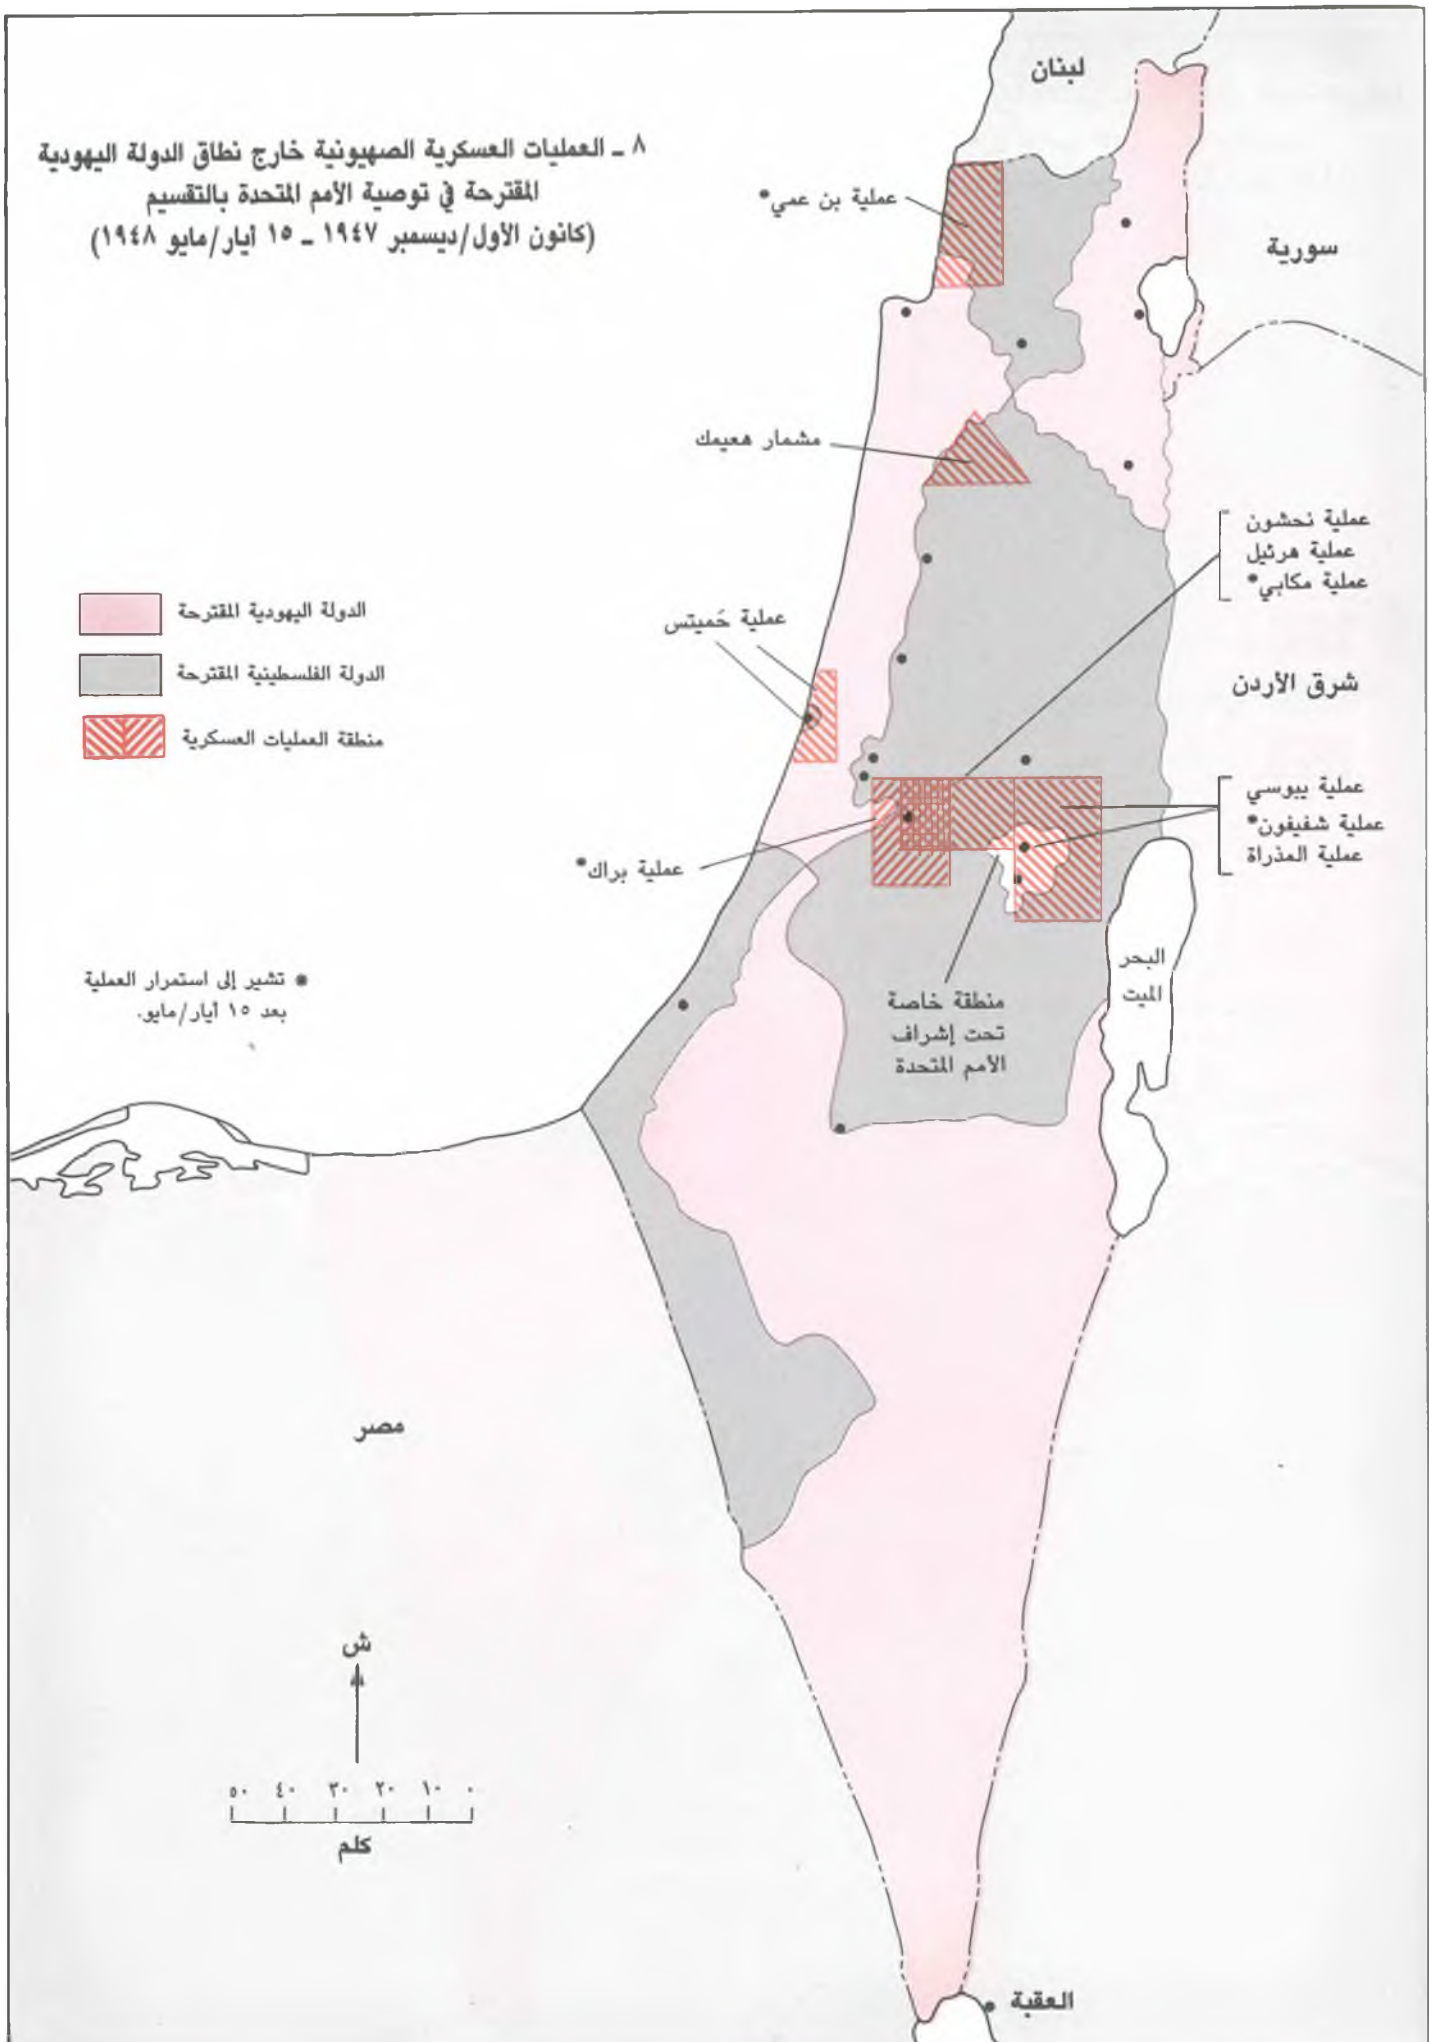 ٨ ـ العمليات العسكرية الصهيونية خارج نطاق الدولة اليهودية
المقترحة في توصية الأمم المتحدة بالتقسيم
(كانون الأول/ديسمبر ١٩٤٧ ـ ١٥ أيار/مايو ١٩٤٨)
لبنان
سورية
عملية بن عمي*
مشمار هعيمك
عملية نحشون
عملية هرئيل
عملية مكابي*
عملية حَميتس
الدولة اليهودية المقترحة
الدولة الفلسطينية المقترحة
منطقة العمليات العسكرية
شرق الأردن
عملية يبوسي
عملية شفيفون*
عملية المذراة
عملية براك*
* تشير إلى استمرار العملية
بعد ١٥ أيار/مايو.
منطقة خاصة
تحت إشراف
الأمم المتحدة
البحر
الميت
مصر
ش
٥٠ ٤٠ ٣٠ ٢٠ ١٠ ٠
كلم
العقبة